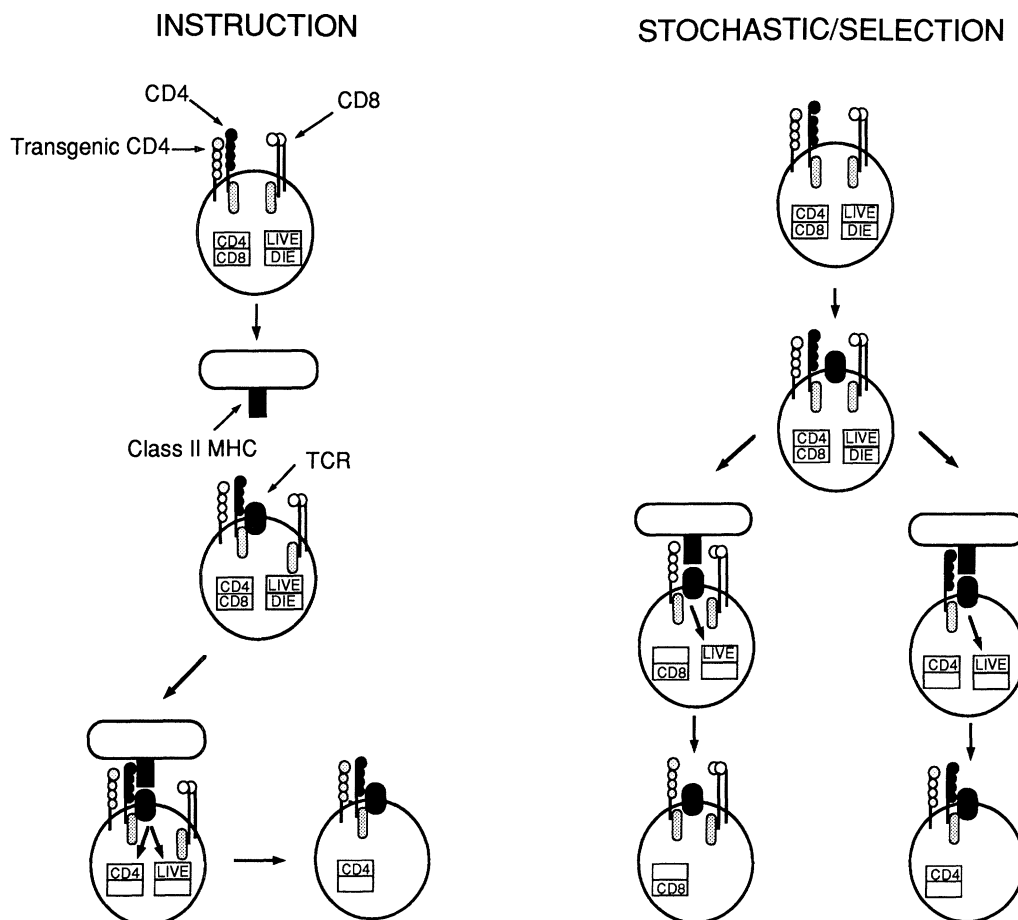 INSTRUCTION
CD4
CD8
Transgenic CD4
CD4
CD8
LIVE
DIE
Class II MHC
TCR
CD4
CD8
LIVE
DIE
CD4
LIVE
CD4
STOCHASTIC/SELECTION
CD4
CD8
LIVE
DIE
CD4
CD8
LIVE
DIE
CD8
LIVE
CD4
LIVE
CD8
CD4